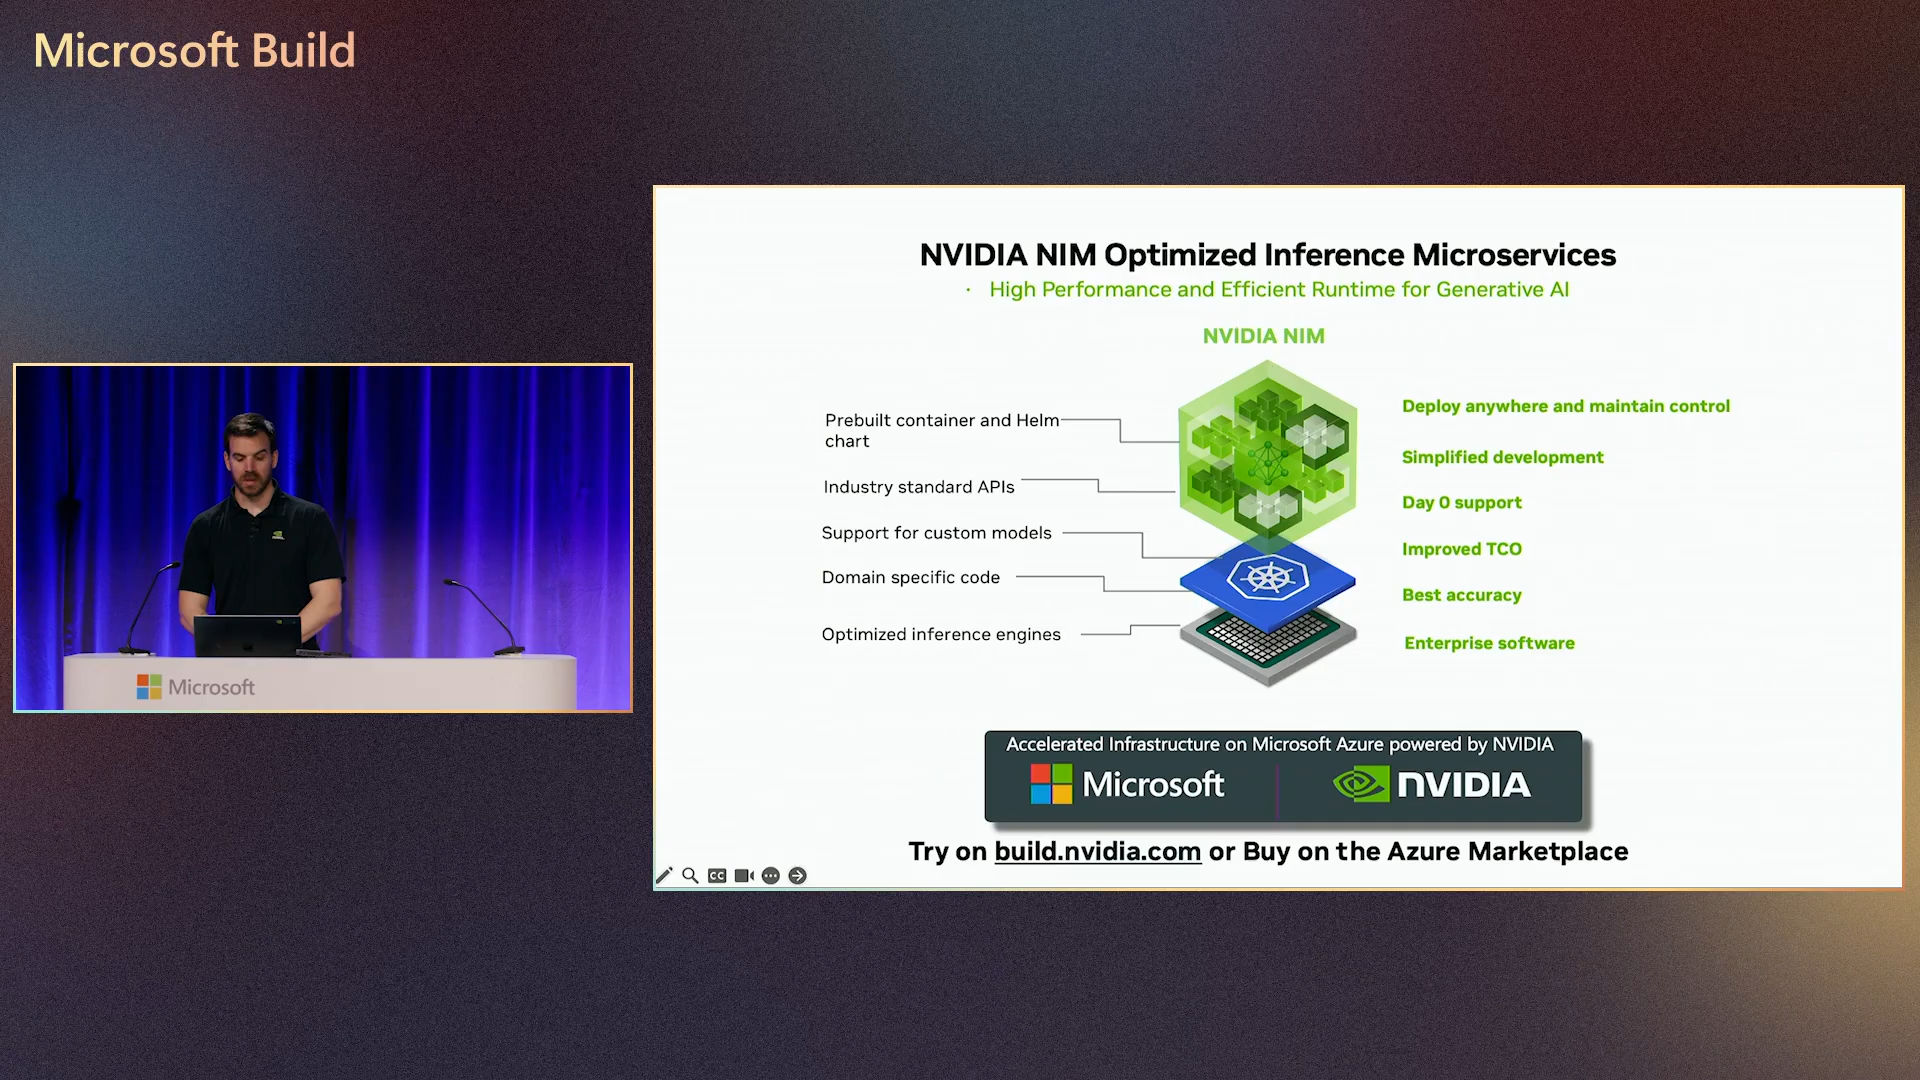 Microsoft Build
Microsoft
NVIDIA NIM Optimized Inference Microservices
· High Performance and Efficient Runtime for Generative AI
NVIDIA NIM
Prebuilt container and Helm
chart
Industry standard APIs
Support for custom models
Domain specific code
Optimized inference engines
Deploy anywhere and maintain control
Simplified development
Day 0 support
Improved TCO
Best accuracy
Enterprise software
Accelerated Infrastructure on Microsoft Azure powered by NVIDIA
Microsoft
NVIDIA
Try on build.nvidia.com or Buy on the Azure Marketplace
CC